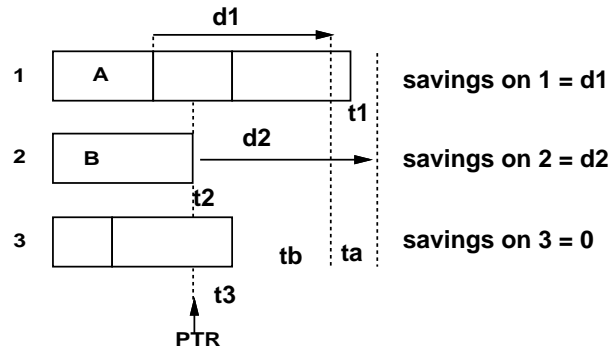 d1
1 A savings on 1 = d1
t1
2 B d2 savings on 2 = d2
t2
3 savings on 3 = 0
tb ta
t3
PTR